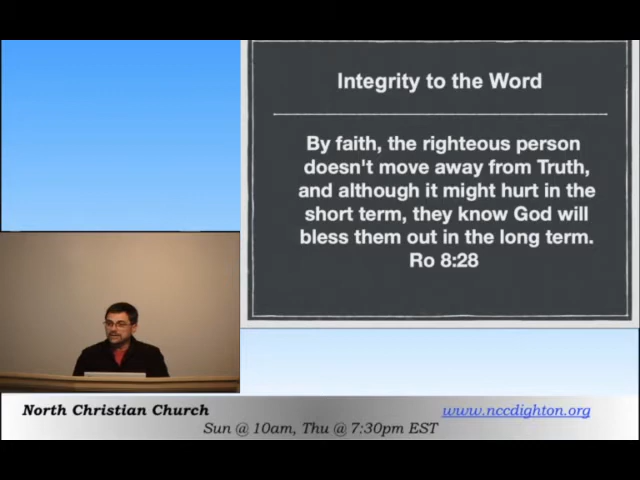 Integrity to the Word
By faith, the righteous person
doesn't move away from Truth,
and although it might hurt in the
short term, they know God will
bless them out in the long term.
Ro 8:28
North Christian Church
www.nccdighton.org
Sun @ 10am, Thu @ 7:30pm EST